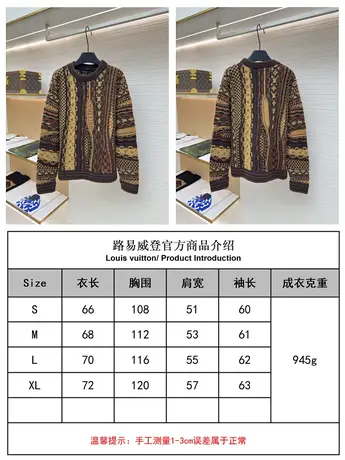 路易威登官方商品介绍
Louis vuitton/ Product Introduction
Size 衣长 胸围 肩宽 袖长 成衣克重
S 66 108 51 60
M 68 112 53 61
L 70 116 55 62 945g
XL 72 120 57 63
温馨提示：手工测量1-3cm误差属于正常